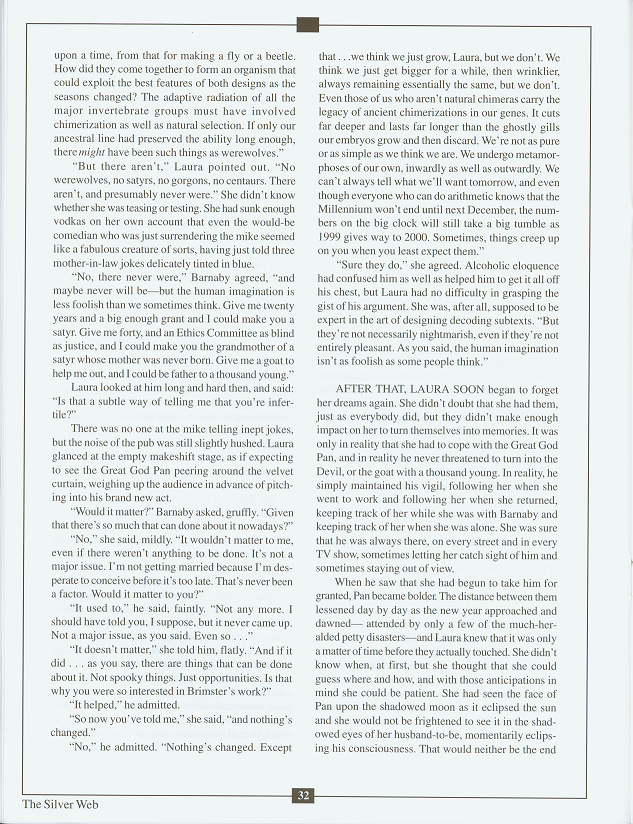 upon a time, from that for making a fly or a beetle.
How did they come together to form an organism that
could exploit the best features of both designs as the
seasons changed? The adaptive radiation of all the
major invertebrate groups must have involved
chimerization as well as natural selection. If only our
ancestral line had preserved the ability long enough,
there might have been such things as werewolves."
"But there aren't," Laura pointed out. "No
werewolves, no satyrs, no gorgons, no centaurs. There
aren't, and presumably never were." She didn't know
whether she was teasing or testing. She had sunk enough
vodkas on her own account that even the would-be
comedian who was just surrendering the mike seemed
like a fabulous creature of sorts, having just told three
mother-in-law jokes delicately tinted in blue.
"No, there never were," Barnaby agreed, "and
maybe never will be—but the human imagination is
less foolish than we sometimes think. Give me twenty
years and a big enough grant and I could make you a
satyr. Give me forty, and an Ethics Committee as blind
as justice, and I could make you the grandmother of a
satyr whose mother was never born. Give me a goat to
help me out, and I could be father to a thousand young."
Laura looked at him long and hard then, and said:
"Is that a subtle way of telling me that you're infer-
tile?"
There was no one at the mike telling inept jokes,
but the noise of the pub was still slightly hushed. Laura
glanced at the empty makeshift stage, as if expecting
to see the Great God Pan peering around the velvet
curtain, weighing up the audience in advance of pitch-
ing into his brand new act.
"Would it matter?" Barnaby asked, gruffly. "Given
that there's so much that can done about it nowadays?"
"No," she said, mildly. "It wouldn't matter to me,
even if there weren't anything to be done. It's not a
major issue. I'm not getting married because I'm des-
perate to conceive before it's too late. That's never been
a factor. Would it matter to you?"
"It used to," he said, faintly. "Not any more. I
should have told you, I suppose, but it never came up.
Not a major issue, as you said. Even so . . ."
"It doesn't matter," she told him, flatly. "And if it
did . . . as you say, there are things that can be done
about it. Not spooky things. Just opportunities. Is that
why you were so interested in Brimster's work?"
"It helped," he admitted.
"So now you've told me," she said, "and nothing's
changed."
"No," he admitted. "Nothing's changed. Except
that . . .we think we just grow, Laura, but we don't. We
think we just get bigger for a while, then wrinklier,
always remaining essentially the same, but we don't.
Even those of us who aren't natural chimeras carry the
legacy of ancient chimerizations in our genes. It cuts
far deeper and lasts far longer than the ghostly gills
our embryos grow and then discard. We're not as pure
or as simple as we think we are. We undergo metamor-
phoses of our own, inwardly as well as outwardly. We
can't always tell what we'll want tomorrow, and even
though everyone who can do arithmetic knows that the
Millennium won't end until next December, the num-
bers on the big clock will still take a big tumble as
1999 gives way to 2000. Sometimes, things creep up
on you when you least expect them."
"Sure they do," she agreed. Alcoholic eloquence
had confused him as well as helped him to get it all off
his chest, but Laura had no difficulty in grasping the
gist of his argument. She was, after all, supposed to be
expert in the art of designing decoding subtexts. "But
they're not necessarily nightmarish, even if they're not
entirely pleasant. As you said, the human imagination
isn't as foolish as some people think."
AFTER THAT, LAURA SOON began to forget
her dreams again. She didn't doubt that she had them,
just as everybody did, but they didn't make enough
impact on her to turn themselves into memories. It was
only in reality that she had to cope with the Great God
Pan, and in reality he never threatened to turn into the
Devil, or the goat with a thousand young. In reality, he
simply maintained his vigil, following her when she
went to work and following her when she returned,
keeping track of her while she was with Barnaby and
keeping track of her when she was alone. She was sure
that he was always there, on every street and in every
TV show, sometimes letting her catch sight of him and
sometimes staying out of view.
When he saw that she had begun to take him for
granted, Pan became bolder. The distance between them
lessened day by day as the new year approached and
dawned— attended by only a few of the much-her-
alded petty disasters—and Laura knew that it was only
a matter of time before they actually touched. She didn't
know when, at first, but she thought that she could
guess where and how, and with those anticipations in
mind she could be patient. She had seen the face of
Pan upon the shadowed moon as it eclipsed the sun
and she would not be frightened to see it in the shad-
owed eyes of her husband-to-be, momentarily eclips-
ing his consciousness. That would neither be the end
32
The Silver Web